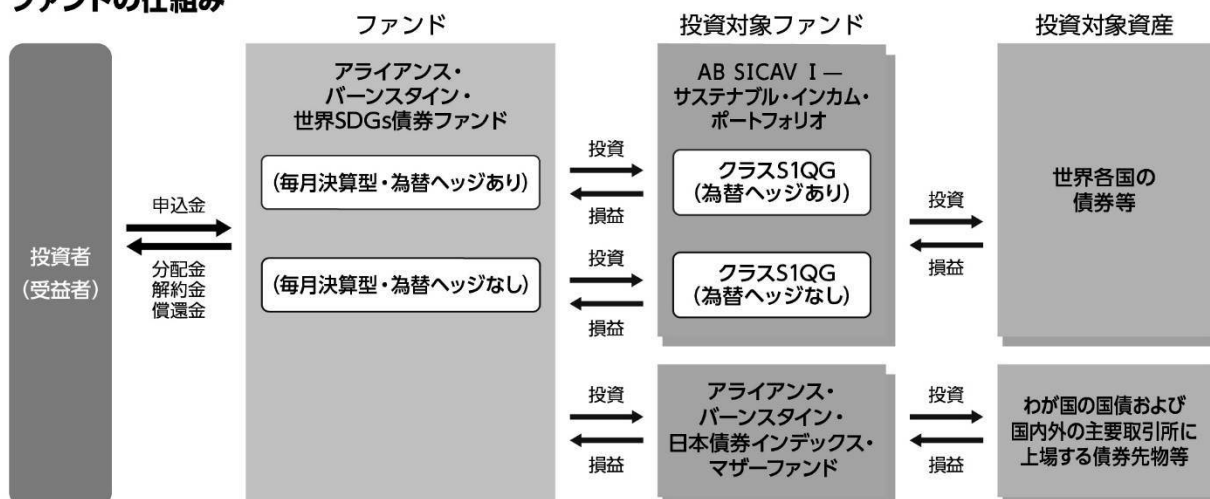 ファンドの仕組み
ファンド
投資対象ファンド
投資対象資産
投資者
（受益者）
申込金
分配金
解約金
償還金
アライアンス・
バーンスタイン・
世界SDGs債券ファンド
（毎月決算型・為替ヘッジあり）
（毎月決算型・為替ヘッジなし）
投資
損益
投資
損益
投資
損益
AB SICAV I —
サステナブル・インカム・
ポートフォリオ
クラスS1QG
（為替ヘッジあり）
クラスS1QG
（為替ヘッジなし）
アライアンス・
バーンスタイン・
日本債券インデックス・
マザーファンド
投資
損益
投資
損益
世界各国の
債券等
わが国の国債および
国内外の主要取引所に
上場する債券先物等